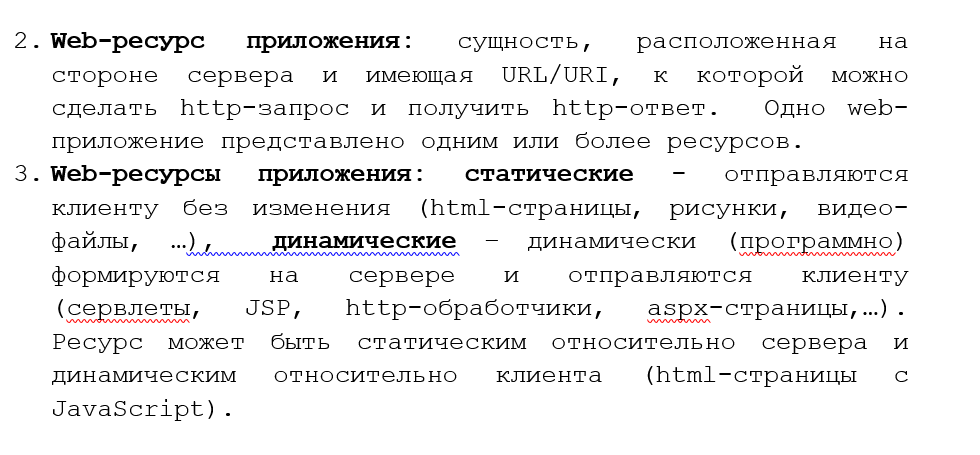 2. Web-ресурс приложения: сущность, расположенная на
стороне сервера и имеющая URL/URI, к которой можно
сделать http-запрос и получить http-ответ. Одно web-
приложение представлено одним или более ресурсов.
3. Web-ресурсы приложения: статические - отправляются
клиенту без изменения (html-страницы, рисунки, видео-
файлы, …), динамические – динамически (программно)
формируются на сервере и отправляются клиенту
(сервлеты, JSP, http-обработчики, aspx-страницы,…).
Ресурс может быть статическим относительно сервера и
динамическим относительно клиента (html-страницы с
JavaScript).